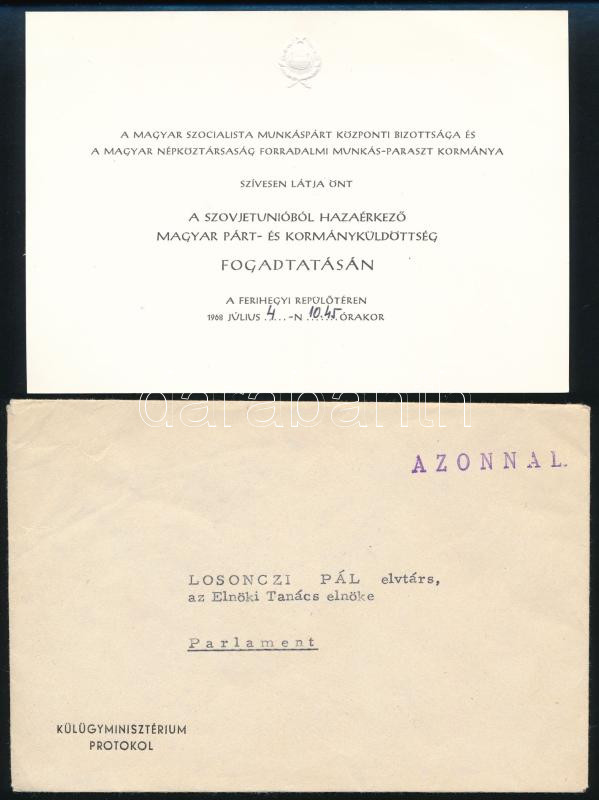 A MAGYAR SZOCIALISTA MUNKÁSPÁRT KÖZPONTI BIZOTTSÁGA ÉS
A MAGYAR NÉPKÖZTÁRSASÁG FORRADALMI MUNKÁS-PARASZT KORMÁNYA
SZÍVESEN LÁTJA ÖNT
A SZOVJETUNIÓBÓL HAZAÉRKEZŐ
MAGYAR PÁRT- ÉS KORMÁNYKÜLDÖTTSÉG
FOGADTATÁSÁN
A FERIHEGYI REPÜLŐTÉREN
1968 JÚLIUS 4 -N 10.45 ÓRAKOR
darabanth
AZONNAL
LOSONCZI PÁL elvtárs,
az Elnöki Tanács elnöke
Parlament
KÜLÜGYMINISZTÉRIUM
PROTOKOL